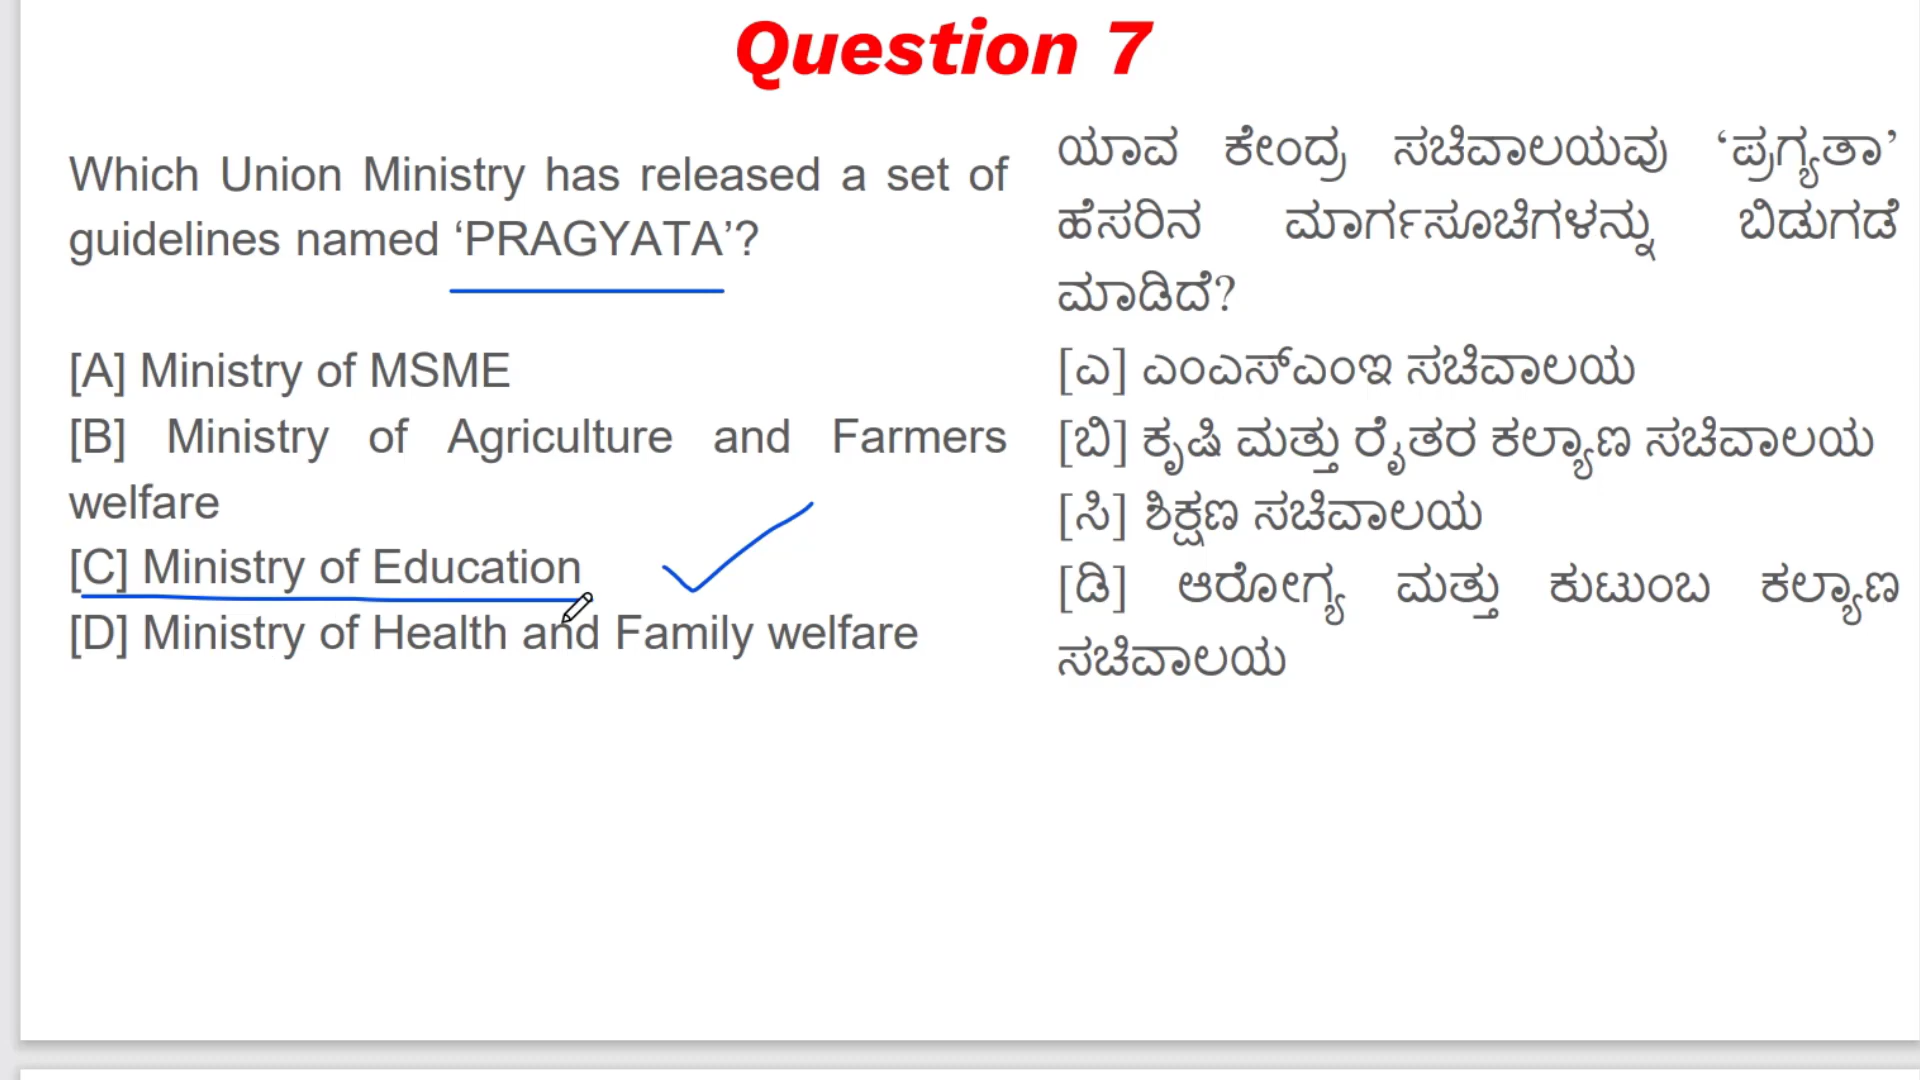 Question 7
Which Union Ministry has released a set of
guidelines named ‘PRAGYATA’?
[A] Ministry of MSME
[B] Ministry of Agriculture and Farmers
welfare
[C] Ministry of Education
[D] Ministry of Health and Family welfare
ಯಾವ ಕೇಂದ್ರ ಸಚಿವಾಲಯವು ‘ಪ್ರಗ್ಯತಾ’
ಹೆಸರಿನ ಮಾರ್ಗಸೂಚಿಗಳನ್ನು ಬಿಡುಗಡೆ
ಮಾಡಿದೆ?
[ಎ] ಎಂಎಸ್ಎಂಇ ಸಚಿವಾಲಯ
[ಬಿ] ಕೃಷಿ ಮತ್ತು ರೈತರ ಕಲ್ಯಾಣ ಸಚಿವಾಲಯ
[ಸಿ] ಶಿಕ್ಷಣ ಸಚಿವಾಲಯ
[ಡಿ] ಆರೋಗ್ಯ ಮತ್ತು ಕುಟುಂಬ ಕಲ್ಯಾಣ
ಸಚಿವಾಲಯ